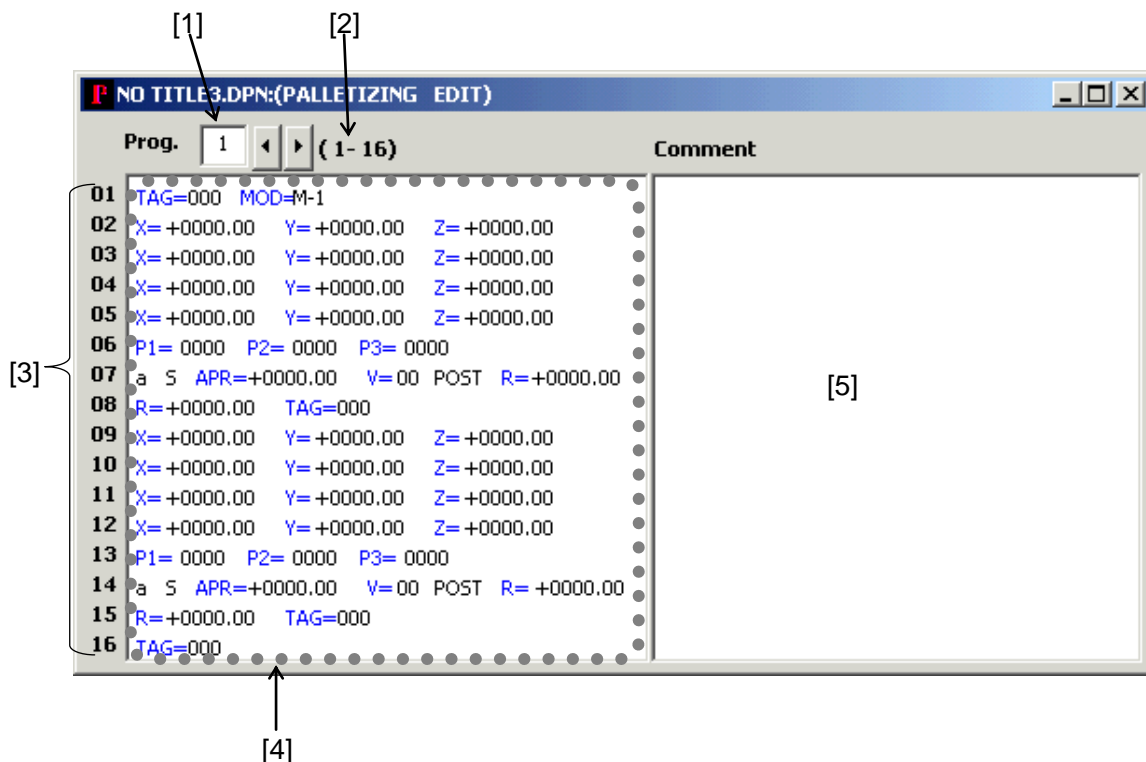 [1] [2]
NO TITLE3.DPN:(PALLETIZING EDIT)
Prog. 1 ( 1- 16) Comment
01 TAG=000 MOD=M-1
02 X= +0000.00 Y= +0000.00 Z= +0000.00
03 X= +0000.00 Y= +0000.00 Z= +0000.00
04 X= +0000.00 Y= +0000.00 Z= +0000.00
05 X= +0000.00 Y= +0000.00 Z= +0000.00
06 P1= 0000 P2= 0000 P3= 0000
[3] 07 a S APR=+0000.00 V=00 POST R=+0000.00 [5]
08 R=+0000.00 TAG=000
09 X= +0000.00 Y= +0000.00 Z= +0000.00
10 X= +0000.00 Y= +0000.00 Z= +0000.00
11 X= +0000.00 Y= +0000.00 Z= +0000.00
12 X= +0000.00 Y= +0000.00 Z= +0000.00
13 P1= 0000 P2= 0000 P3= 0000
14 a S APR=+0000.00 V=00 POST R= +0000.00
15 R=+0000.00 TAG=000
16 TAG=000
[4]